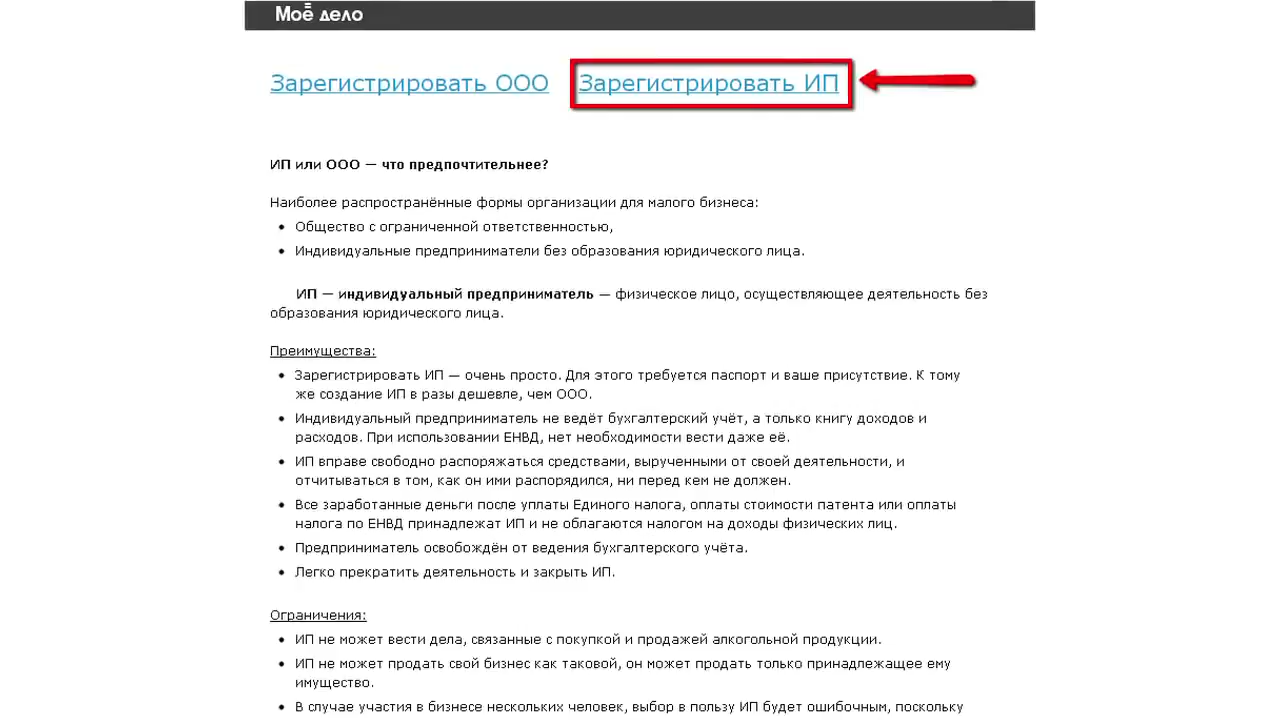 Моё дело
Зарегистрировать ООО Зарегистрировать ИП
ИП или ООО — что предпочтительнее?
Наиболее распространённые формы организации для малого бизнеса:
• Общество с ограниченной ответственностью,
• Индивидуальные предприниматели без образования юридического лица.
ИП — индивидуальный предприниматель — физическое лицо, осуществляющее деятельность без
образования юридического лица.
Преимущества:
• Зарегистрировать ИП — очень просто. Для этого требуется паспорт и ваше присутствие. К тому
же создание ИП в разы дешевле, чем ООО.
• Индивидуальный предприниматель не ведёт бухгалтерский учёт, а только книгу доходов и
расходов. При использовании ЕНВД, нет необходимости вести даже её.
• ИП вправе свободно распоряжаться средствами, вырученными от своей деятельности, и
отчитываться в том, как он ими распорядился, ни перед кем не должен.
• Все заработанные деньги после уплаты Единого налога, оплаты стоимости патента или оплаты
налога по ЕНВД принадлежат ИП и не облагаются налогом на доходы физических лиц.
• Предприниматель освобождён от ведения бухгалтерского учёта.
• Легко прекратить деятельность и закрыть ИП.
Ограничения:
• ИП не может вести дела, связанные с покупкой и продажей алкогольной продукции.
• ИП не может продать свой бизнес как таковой, он может продать только принадлежащее ему
имущество.
• В случае участия в бизнесе нескольких человек, выбор в пользу ИП будет ошибочным, поскольку